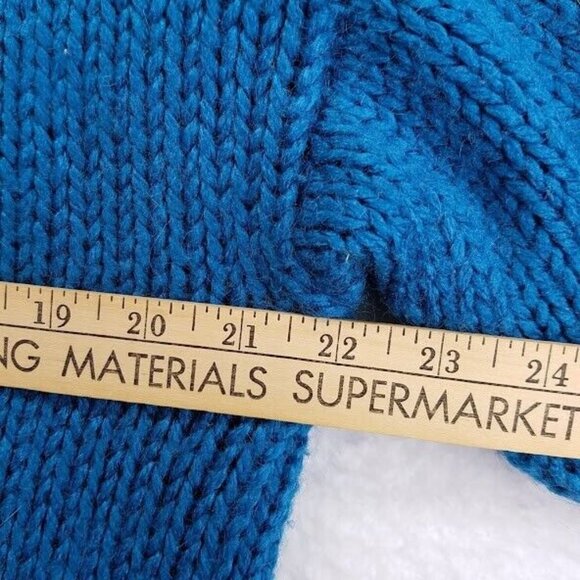 19 20 21 22 23 24
NG MATERIALS SUPERMARKET